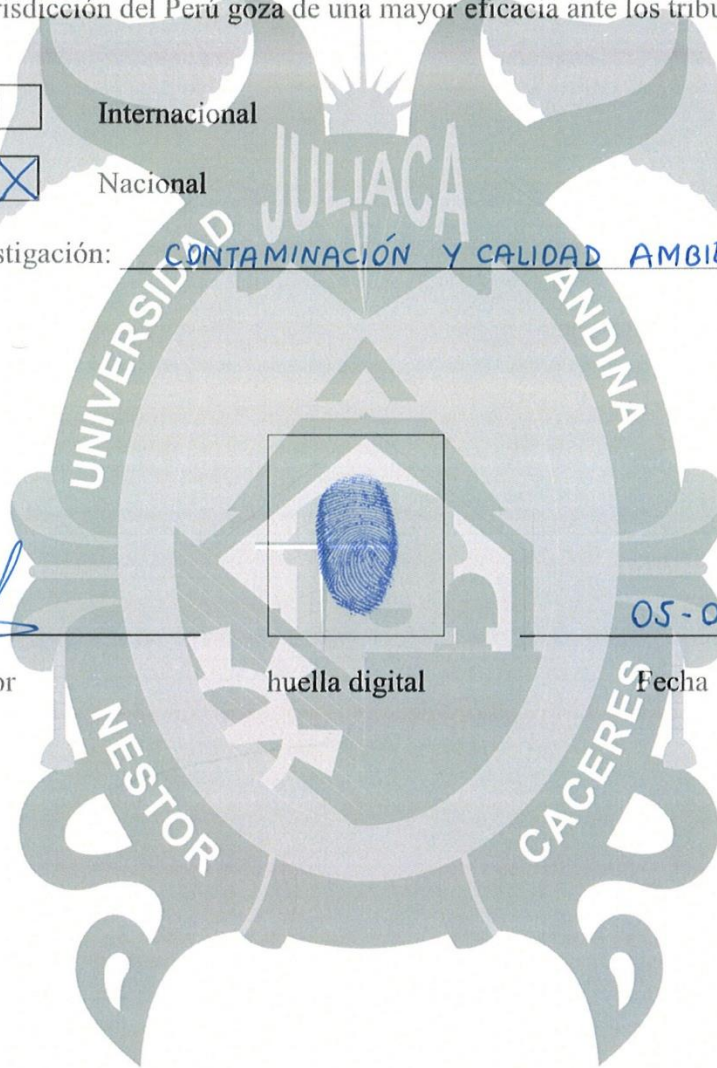 risdicción del Perú goza de una mayor eficacia ante los tribu
Internacional
X Nacional
stigación: CONTAMINACIÓN Y CALIDAD AMBIE
05-0
or huella digital Fecha
UNIVERSIDAD ANDINA
NESTOR CACERES
JULIACA